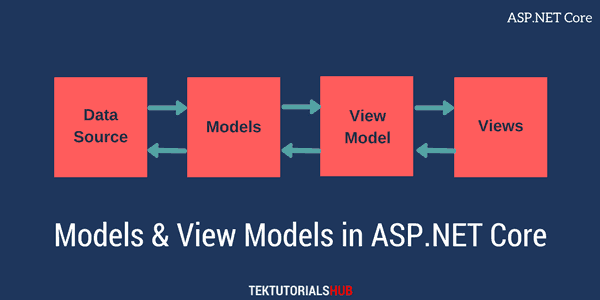 ASP.NET Core
Data
Source
Models
View
Model
Views
Models & View Models in ASP.NET Core
TEKTUTORIALSHUB